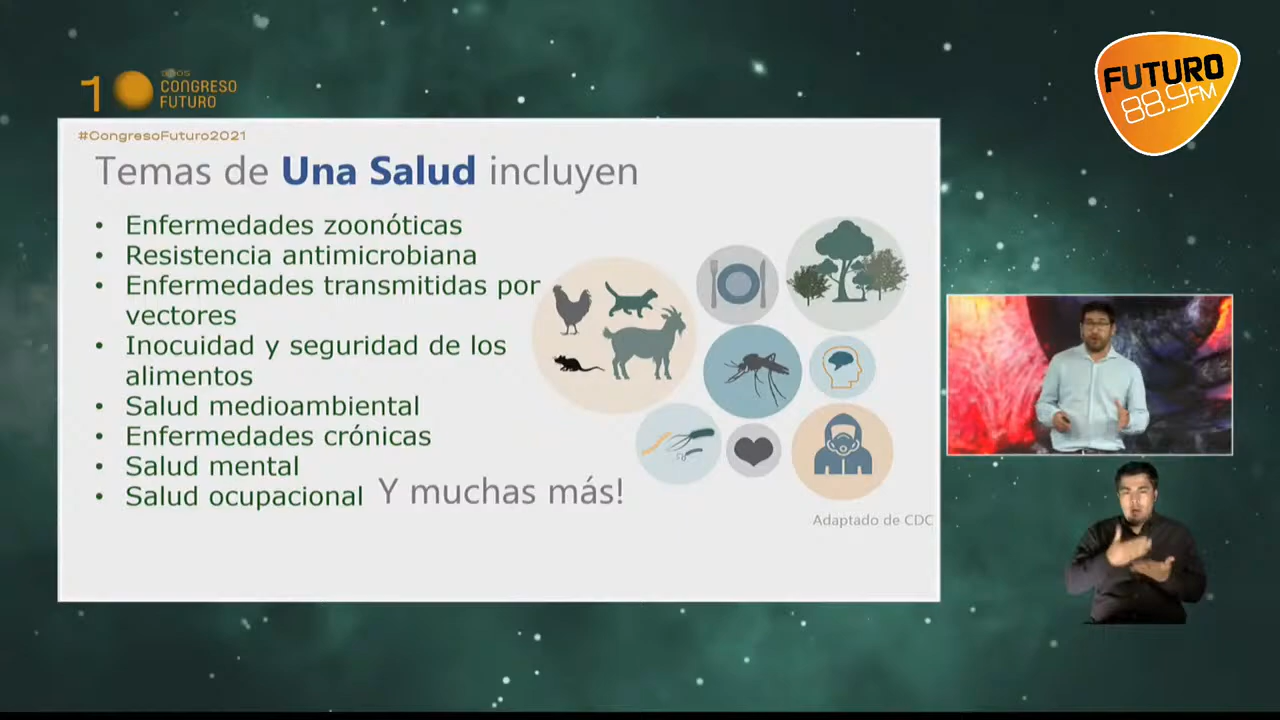 10 AÑOS
CONGRESO
FUTURO
FUTURO
88.9FM
#CongresoFuturo2021
Temas de Una Salud incluyen
• Enfermedades zoonóticas
• Resistencia antimicrobiana
• Enfermedades transmitidas por
vectores
• Inocuidad y seguridad de los
alimentos
• Salud medioambiental
• Enfermedades crónicas
• Salud mental
• Salud ocupacional Y muchas más!
Adaptado de CDC